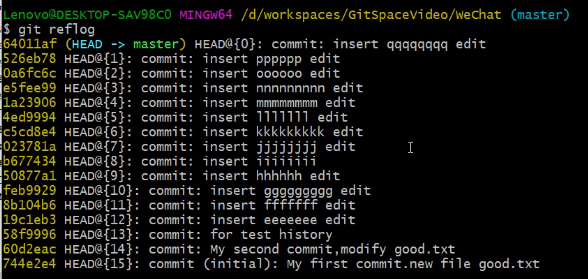 Lenovo@DESKTOP-SAV98C0 MINGW64 /d/workspaces/GitSpaceVideo/WeChat (master)
$ git reflog
64011af (HEAD -> master) HEAD@{0}: commit: insert qqqqqqqq edit
526eb78 HEAD@{1}: commit: insert pppppp edit
0a6fc6c HEAD@{2}: commit: insert oooooo edit
e5fee99 HEAD@{3}: commit: insert nnnnnnnnn edit
1a23906 HEAD@{4}: commit: insert mmmmmmmmm edit
4ed9994 HEAD@{5}: commit: insert lllllll edit
c5cd8e4 HEAD@{6}: commit: insert kkkkkkkkk edit
023781a HEAD@{7}: commit: insert jjjjjjjj edit
b677434 HEAD@{8}: commit: insert iiiiiiii
50877a1 HEAD@{9}: commit: insert hhhhhh edit
feb9929 HEAD@{10}: commit: insert ggggggggg edit
8b104b6 HEAD@{11}: commit: insert fffffff edit
19c1eb3 HEAD@{12}: commit: insert eeeeeee edit
58f9996 HEAD@{13}: commit: for test history
60d2eac HEAD@{14}: commit: My second commit,modify good.txt
744e2e4 HEAD@{15}: commit (initial): My first commit.new file good.txt